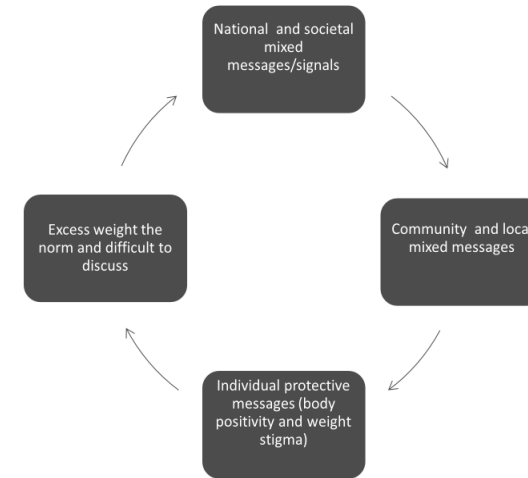 National and societal
mixed
messages/signals
Community and loca
mixed messages
Individual protective
messages (body
positivity and weight
stigma)
Excess weight the
norm and difficult to
discuss